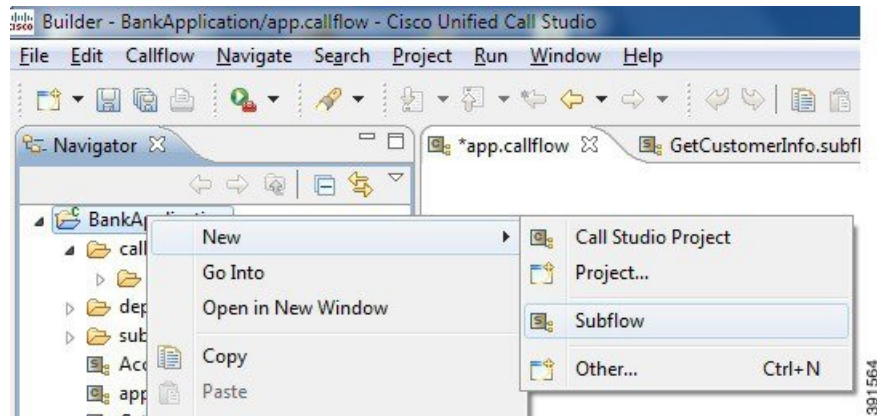 cisco Builder - BankApplication/app.callflow - Cisco Unified Call Studio
File Edit Callflow Navigate Search Project Run Window Help
Navigator
*app.callflow
GetCustomerInfo.subfl
New
Call Studio Project
Go Into
Project...
Open in New Window
Subflow
Copy
Other... Ctrl+N
Paste
391564